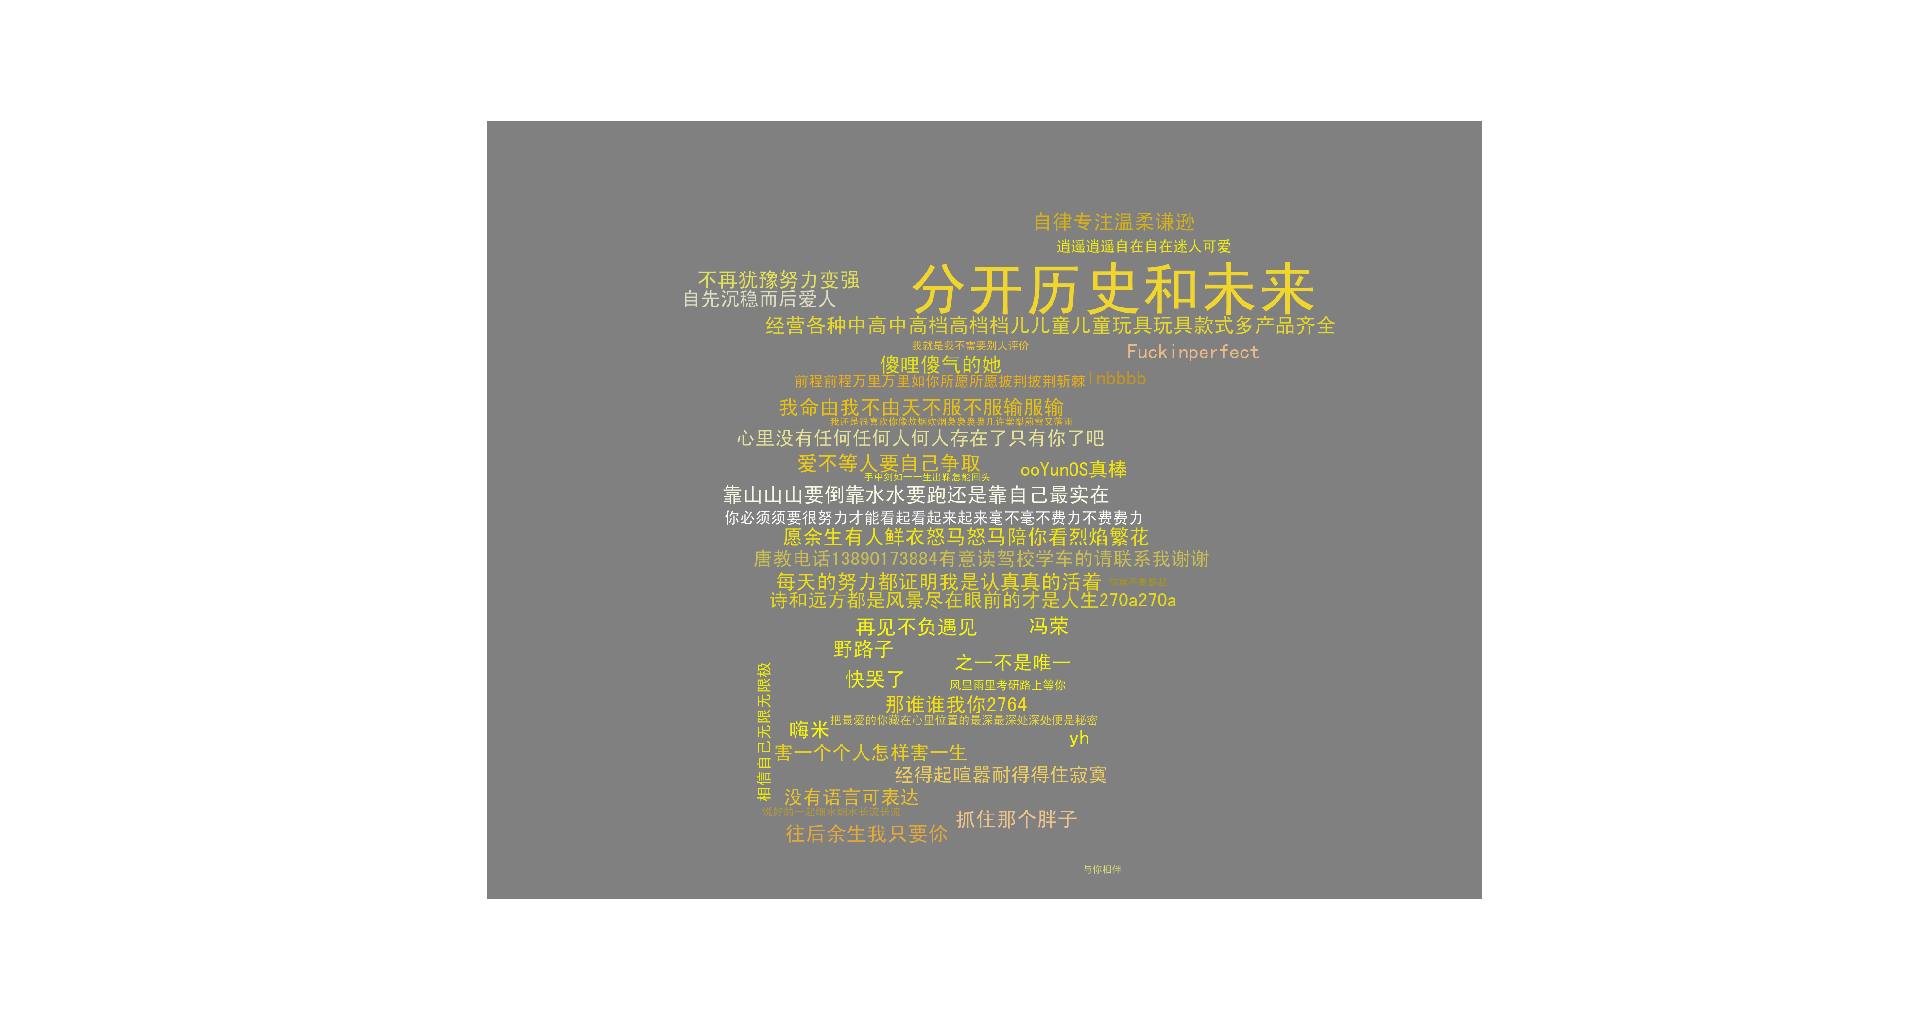 自律专注温柔谦逊
逍遥逍遥自在自在迷人可爱
不再犹豫努力变强
分开历史和未来
自先沉稳而后爱人
经营各种中高中高档高档档儿儿童儿童玩具玩具款式多产品齐全
我就是我不需要别人评价
Fuckinperfect
傻哩傻气的她
前程前程万里万里如你所愿所愿披荆披荆斩棘
lnbbbb
我命由我不由天不服不服输服输
心里没有任何任何人何人存在了只有你了吧
爱不等人要自己争取
ooYunOS真棒
手中剑如一一生出鞘怎能回头
靠山山山要倒靠水水要跑还是靠自己最实在
你必须须要很努力才能看起看起来起来毫不毫不费力不费费力
愿余生有人鲜衣怒马怒马陪你看烈焰繁花
唐教电话13890173884有意读驾校学车的请联系我谢谢
每天的努力都证明我是认真真的活着
诗和远方都是风景尽在眼前的才是人生270a270a
再见不负遇见
冯荣
野路子
之一不是唯一
相信自己无限无限极
快哭了
风里雨里考研路上等你
那谁谁我你2764
把最爱的你藏在心里位置的最深最深处深处便是秘密
嗨米
yh
害一个个人怎样害一生
经得起喧嚣耐得得住寂寞
没有语言可表达
说好的一起细水细水长流长流
抓住那个胖子
往后余生我只要你
与你相伴